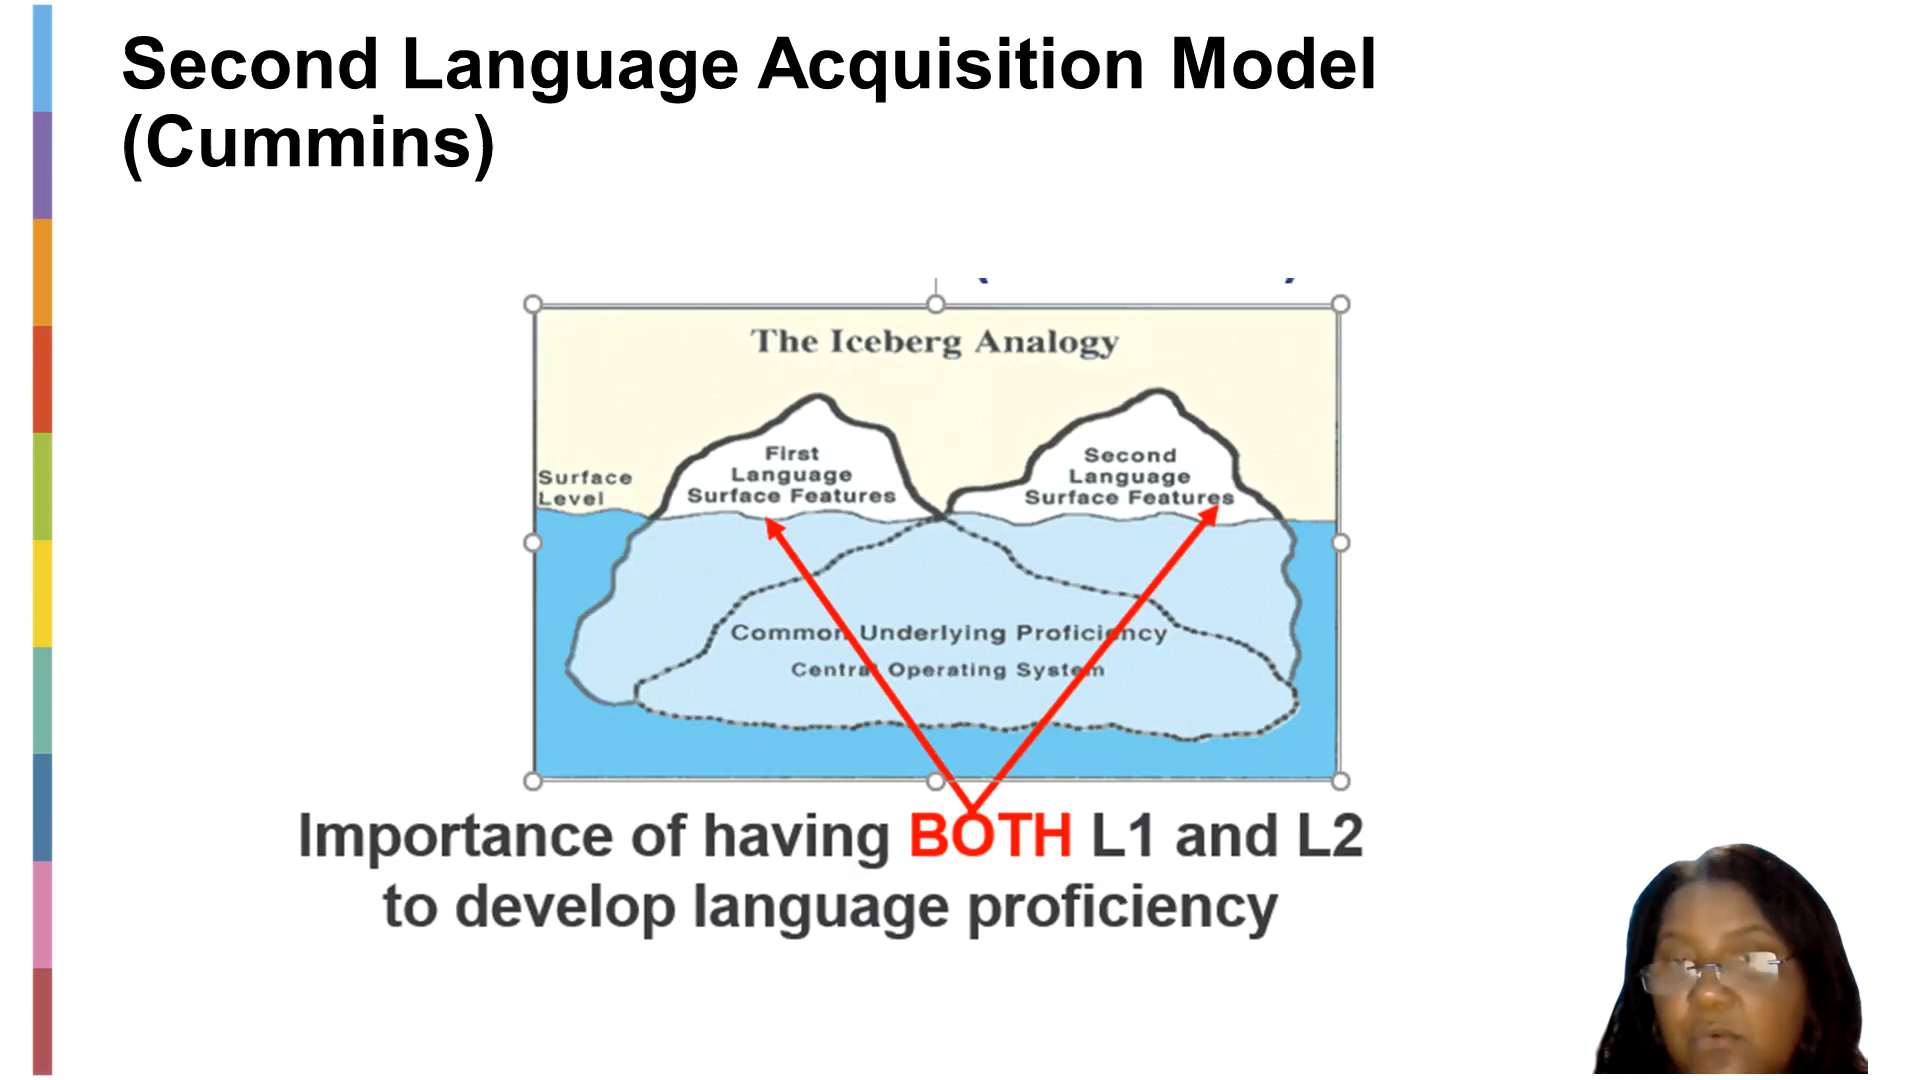 Second Language Acquisition Model
(Cummins)
The Iceberg Analogy
First
Language
Surface Features
Second
Language
Surface Features
Surface
Level
Common Underlying Proficiency
Central Operating System
Importance of having BOTH L1 and L2
to develop language proficiency